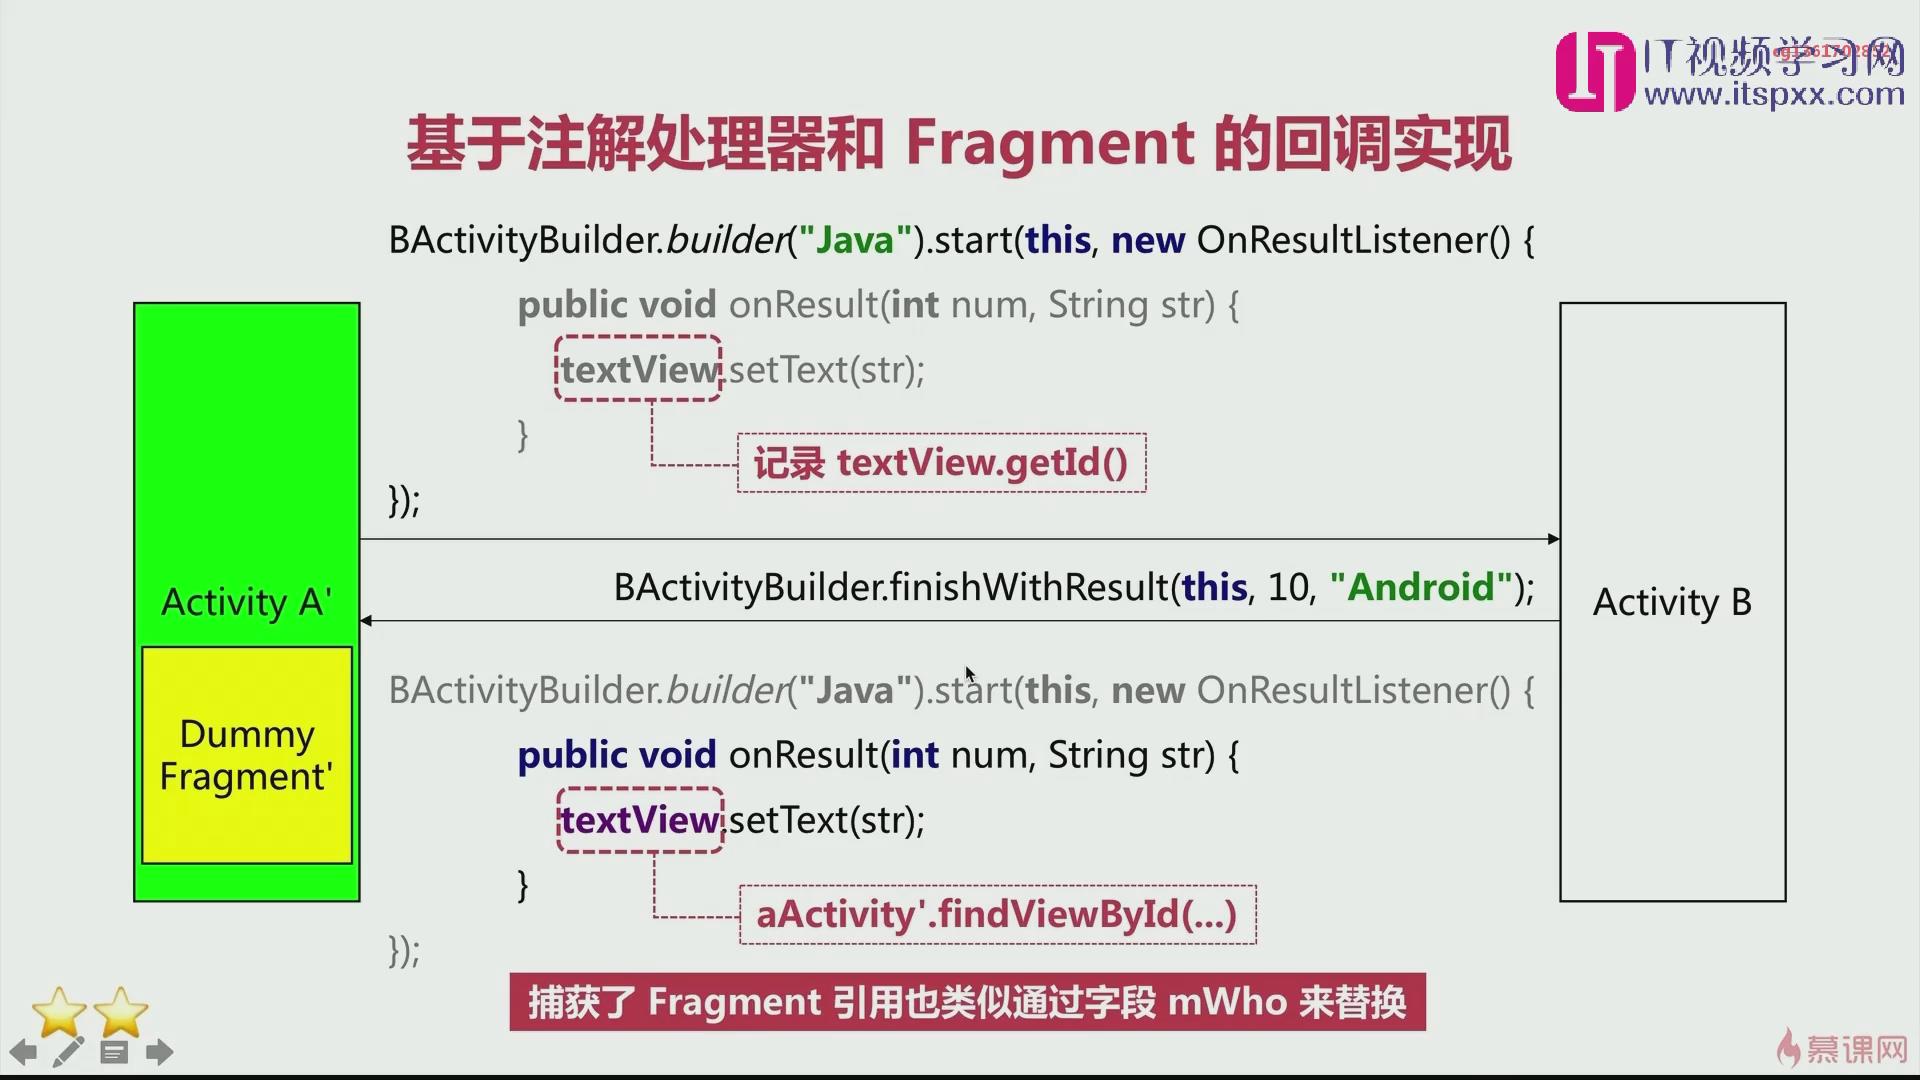 IT视频学习网
www.itspxx.com
基于注解处理器和 Fragment 的回调实现
BActivityBuilder.builder("Java").start(this, new OnResultListener() {
public void onResult(int num, String str) {
textView.setText(str);
}
记录 textView.getId()
});
BActivityBuilder.finishWithResult(this, 10, "Android");
Activity A'
Activity B
BActivityBuilder.builder("Java").start(this, new OnResultListener() {
Dummy
Fragment'
public void onResult(int num, String str) {
textView.setText(str);
}
aActivity'.findViewById(...)
});
捕获了 Fragment 引用也类似通过字段 mWho 来替换
慕课网